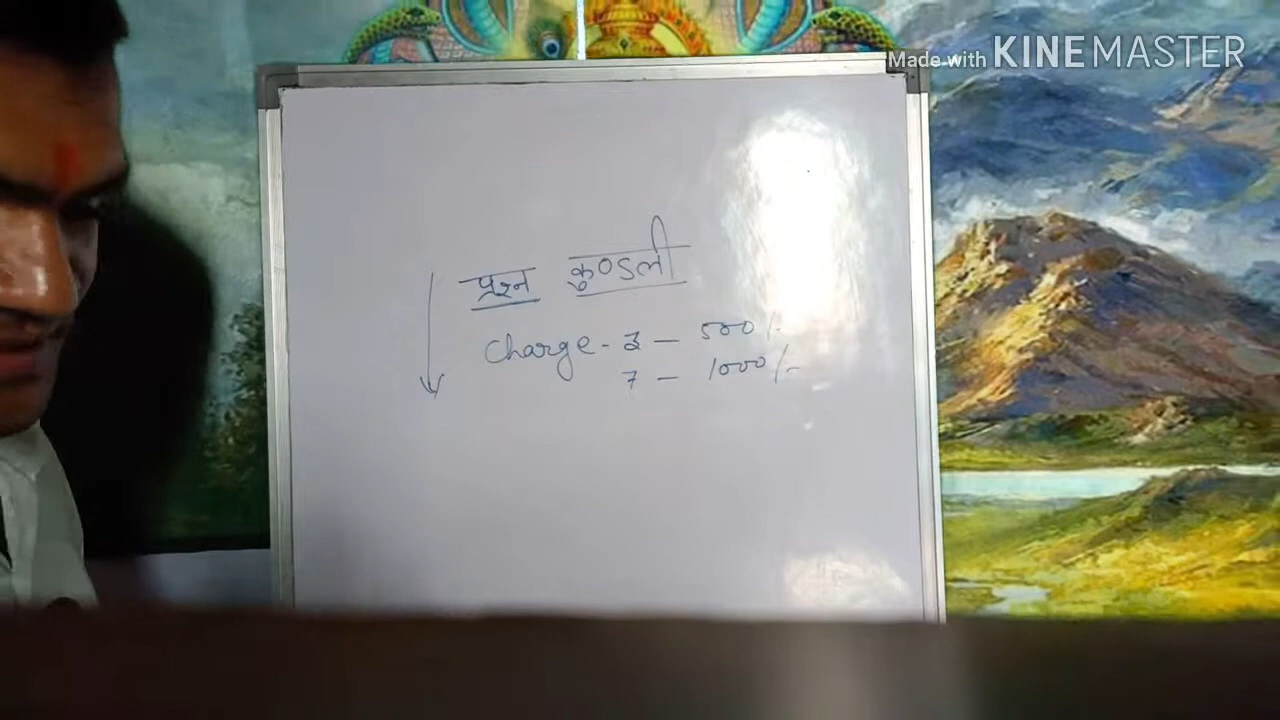 Made with KINEMASTER
प्रश्न कुण्डली
Charge - 3 – 500/-
7 – 1000/-